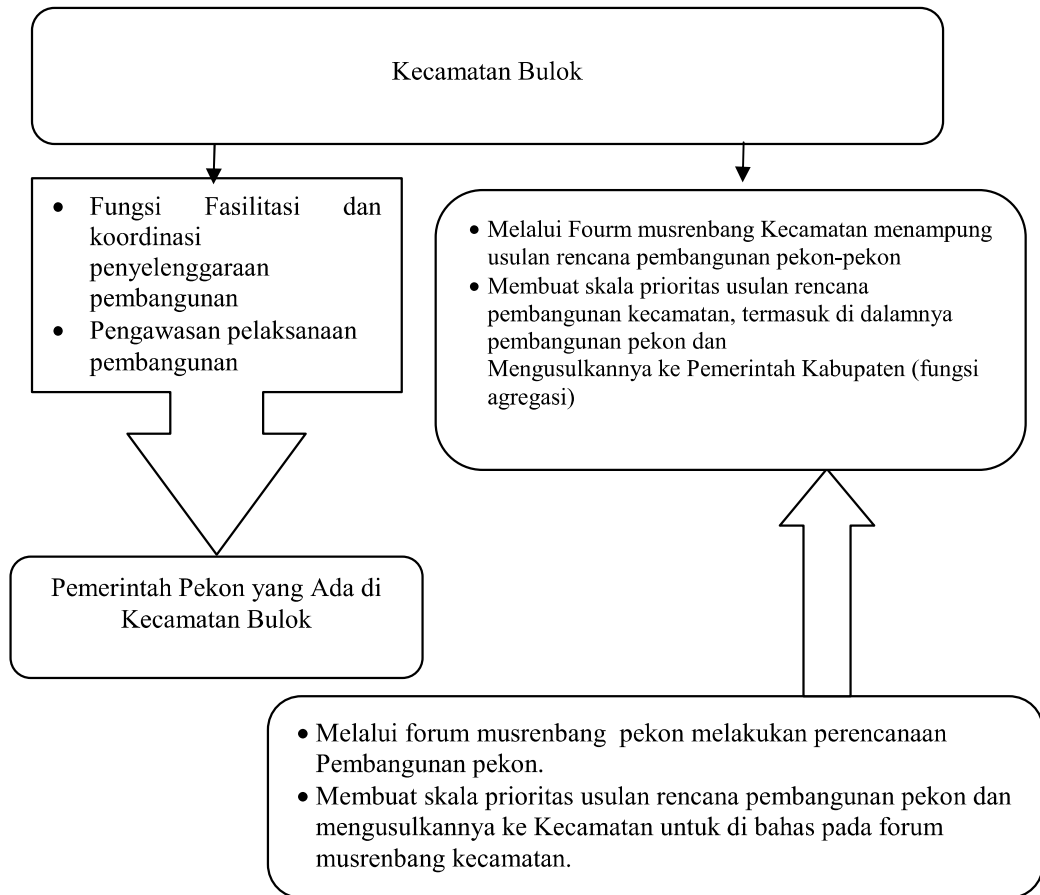 Kecamatan Bulok
• Fungsi Fasilitasi dan
koordinasi
penyelenggaraan
pembangunan
• Pengawasan pelaksanaan
pembangunan
• Melalui Fourm musrenbang Kecamatan menampung
usulan rencana pembangunan pekon-pekon
• Membuat skala prioritas usulan rencana
pembangunan kecamatan, termasuk di dalamnya
pembangunan pekon dan
Mengusulkannya ke Pemerintah Kabupaten (fungsi
agregasi)
Pemerintah Pekon yang Ada di
Kecamatan Bulok
• Melalui forum musrenbang pekon melakukan perencanaan
Pembangunan pekon.
• Membuat skala prioritas usulan rencana pembangunan pekon dan
mengusulkannya ke Kecamatan untuk di bahas pada forum
musrenbang kecamatan.